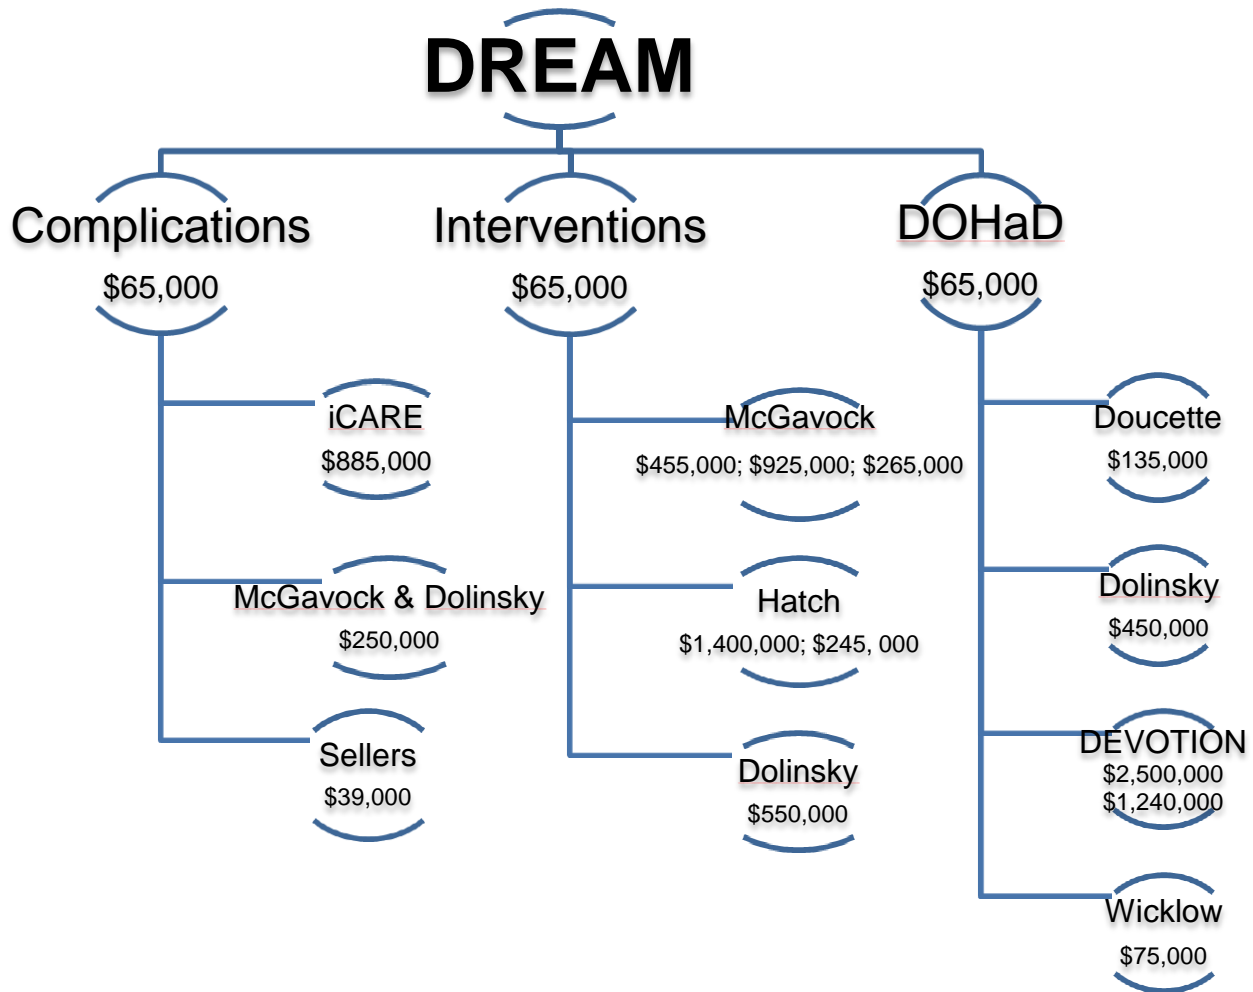 DREAM
Complications
$65,000
Interventions
$65,000
DOHaD
$65,000
iCARE
$885,000
McGavock & Dolinsky
$250,000
Sellers
$39,000
McGavock
$455,000; $925,000; $265,000
Hatch
$1,400,000; $245, 000
Dolinsky
$550,000
Doucette
$135,000
Dolinsky
$450,000
DEVOTION
$2,500,000
$1,240,000
Wicklow
$75,000